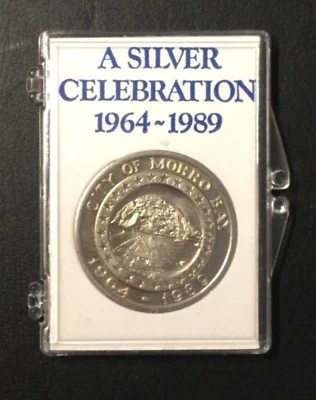 A SILVER
CELEBRATION
1964~1989
CITY OF MORRO BAY
1964 - 1989